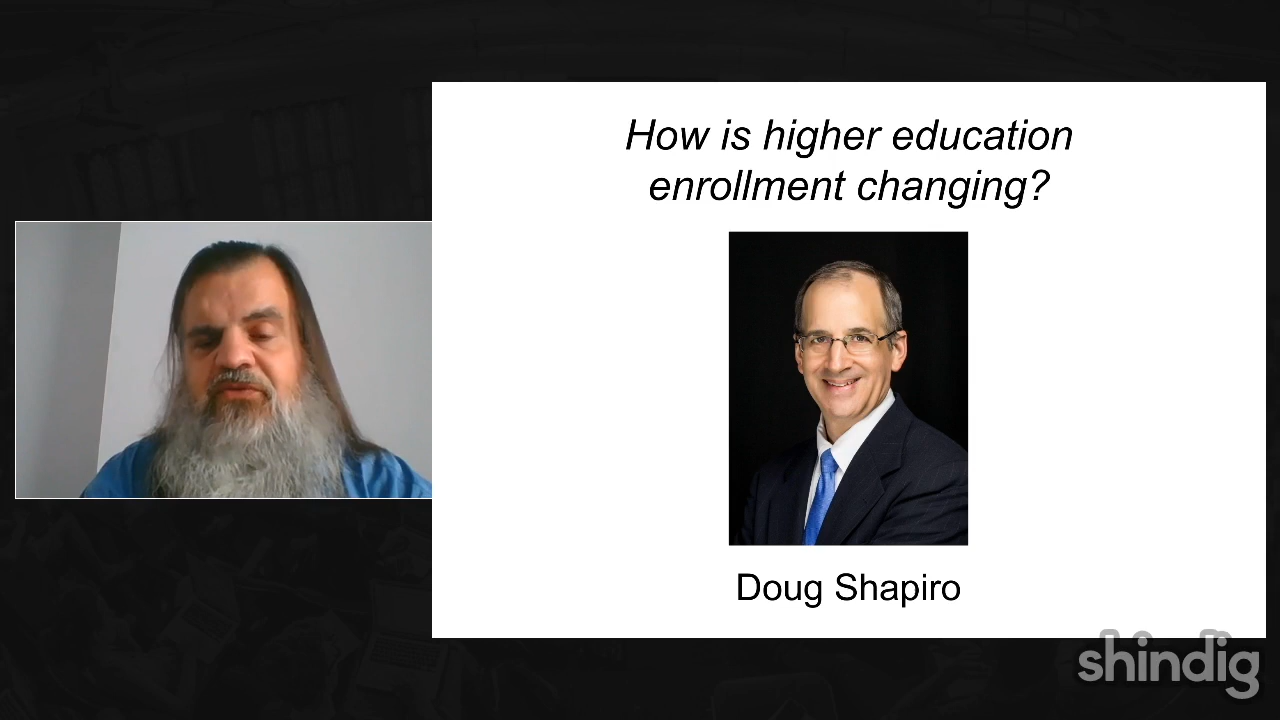 How is higher education
enrollment changing?
Doug Shapiro
shindig